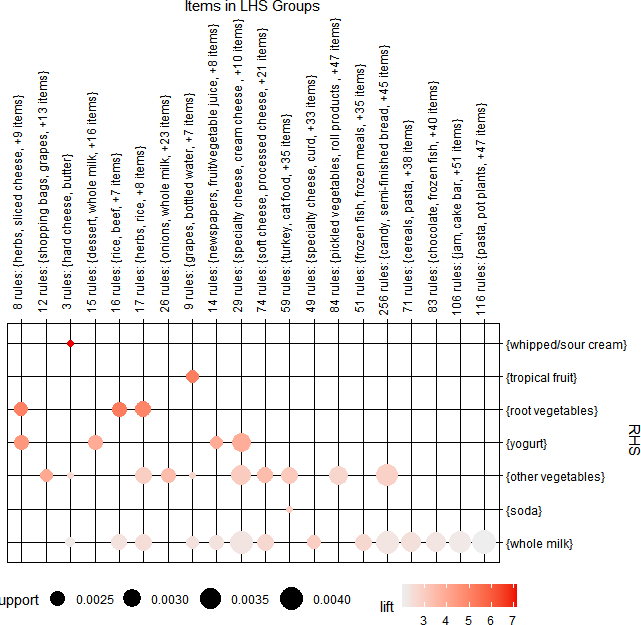 Items in LHS Groups
8 rules: {herbs, sliced cheese, +9 items}
12 rules: {shopping bags, grapes, +13 items}
3 rules: {hard cheese, butter}
15 rules: {dessert, whole milk, +16 items}
16 rules: {rice, beef, +7 items}
17 rules: {herbs, rice, +8 items}
26 rules: {onions, whole milk, +23 items}
9 rules: {grapes, bottled water, +7 items}
14 rules: {newspapers, fruit/vegetable juice, +8 items}
29 rules: {specialty cheese, cream cheese , +10 items}
74 rules: {soft cheese, processed cheese, +21 items}
59 rules: {turkey, cat food, +35 items}
49 rules: {specialty cheese, curd, +33 items}
84 rules: {pickled vegetables, roll products , +47 items}
51 rules: {frozen fish, frozen meals, +35 items}
256 rules: {candy, semi-finished bread, +45 items}
71 rules: {cereals, pasta, +38 items}
83 rules: {chocolate, frozen fish, +40 items}
106 rules: {jam, cake bar, +51 items}
116 rules: {pasta, pot plants, +47 items}
{whipped/sour cream}
{tropical fruit}
{root vegetables}
{yogurt}
{other vegetables}
{soda}
{whole milk}
RHS
upport 0.0025 0.0030 0.0035 0.0040
lift
3 4 5 6 7